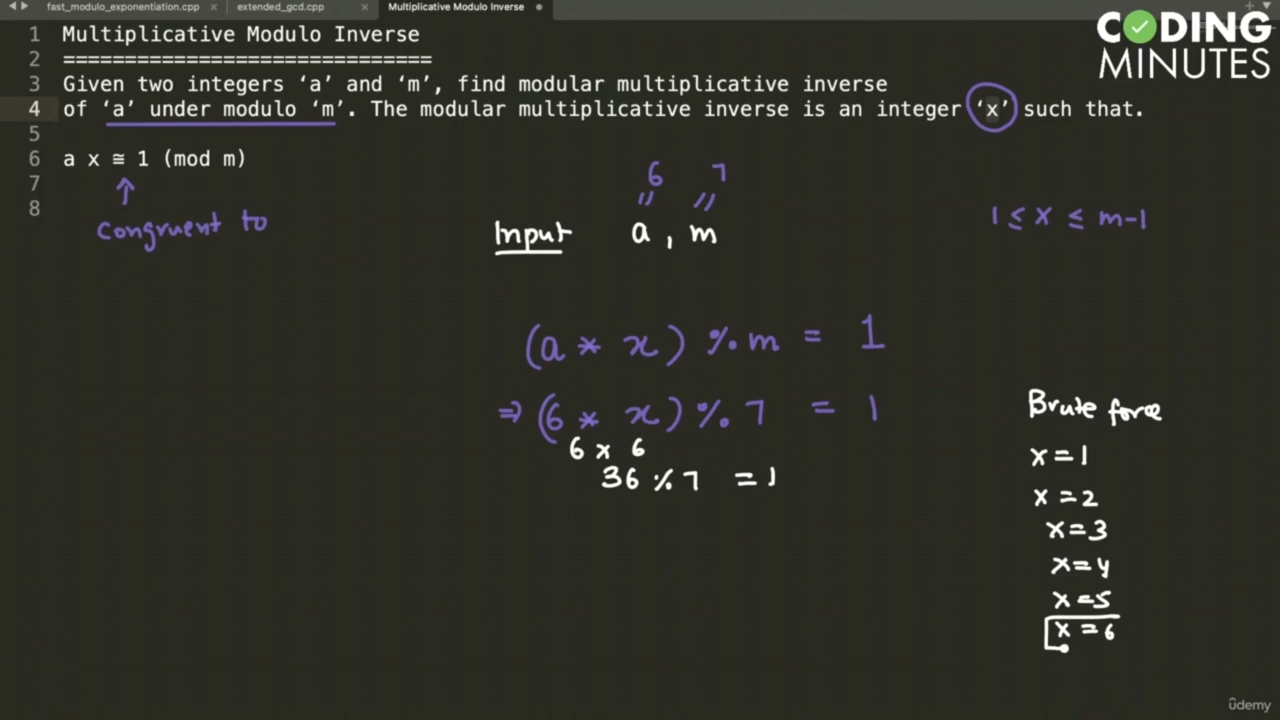 fast_modulo_exponentiation.cpp × extended_gcd.cpp × Multiplicative Modulo Inverse
CODING MINUTES
1 Multiplicative Modulo Inverse
2 ==============================
3 Given two integers ‘a’ and ‘m’, find modular multiplicative inverse
4 of ‘a’ under modulo ‘m’. The modular multiplicative inverse is an integer ‘x’ such that.
5
6 a x ≅ 1 (mod m)
7
8
congruent to
6 7
Input a , m
1 ≤ x ≤ m-1
(a * x) % m = 1
⇒ (6 * x) % 7 = 1
6 x 6
36 % 7 = 1
Brute force
x = 1
x = 2
x = 3
x = 4
x = 5
x = 6
ûdemy